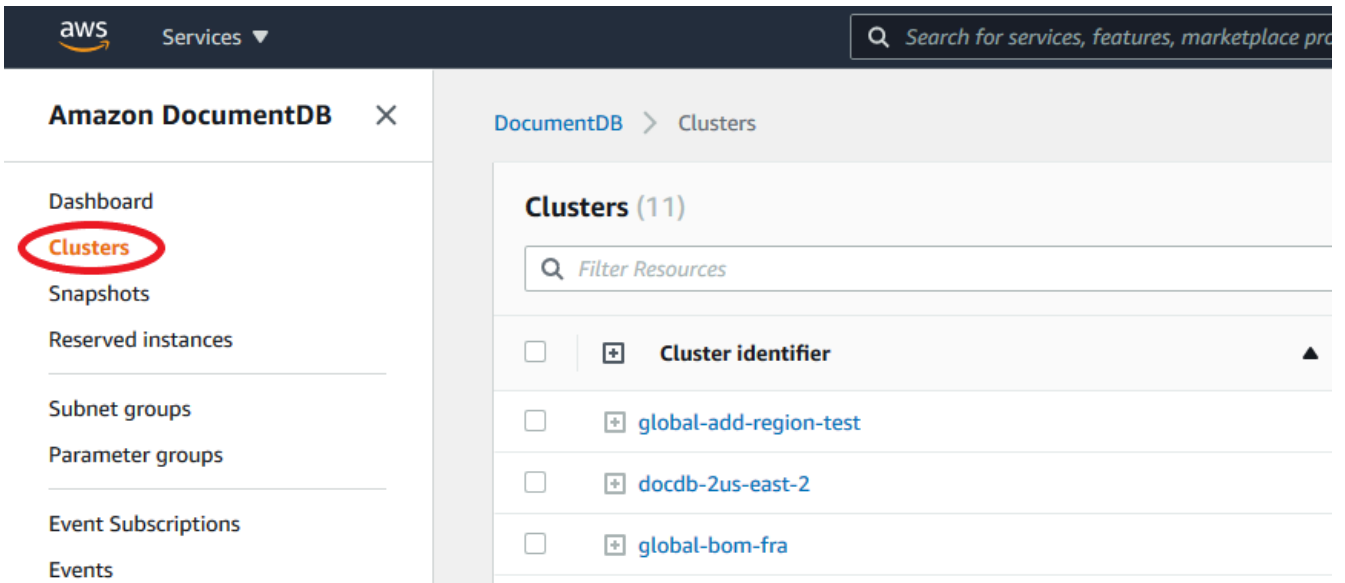 aws
Services ▼
Search for services, features, marketplace pro
Amazon DocumentDB
Dashboard
Clusters
Snapshots
Reserved instances
Subnet groups
Parameter groups
Event Subscriptions
Events
DocumentDB > Clusters
Clusters (11)
Filter Resources
Cluster identifier
global-add-region-test
docdb-2us-east-2
global-bom-fra